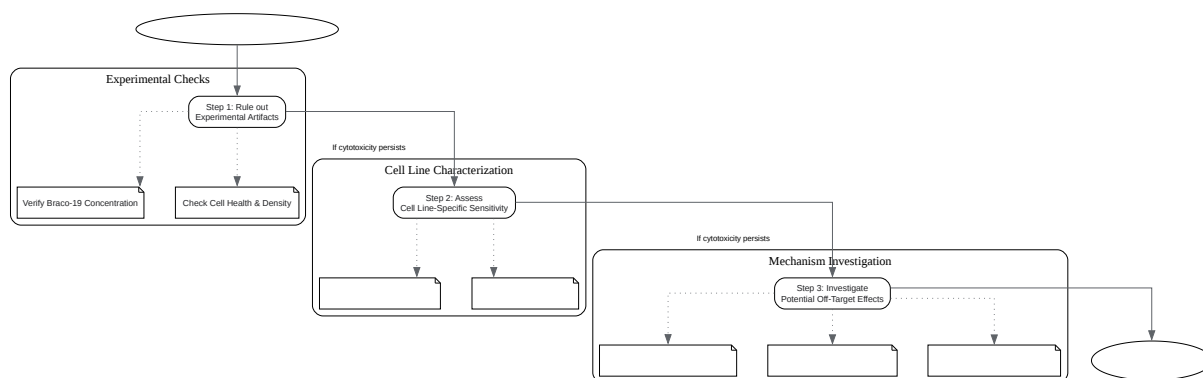 Experimental Checks
Step 1: Rule out
Experimental Artifacts
Verify Braco-19 Concentration
Check Cell Health & Density
If cytotoxicity persists
Cell Line Characterization
Step 2: Assess
Cell Line-Specific Sensitivity
If cytotoxicity persists
Mechanism Investigation
Step 3: Investigate
Potential Off-Target Effects